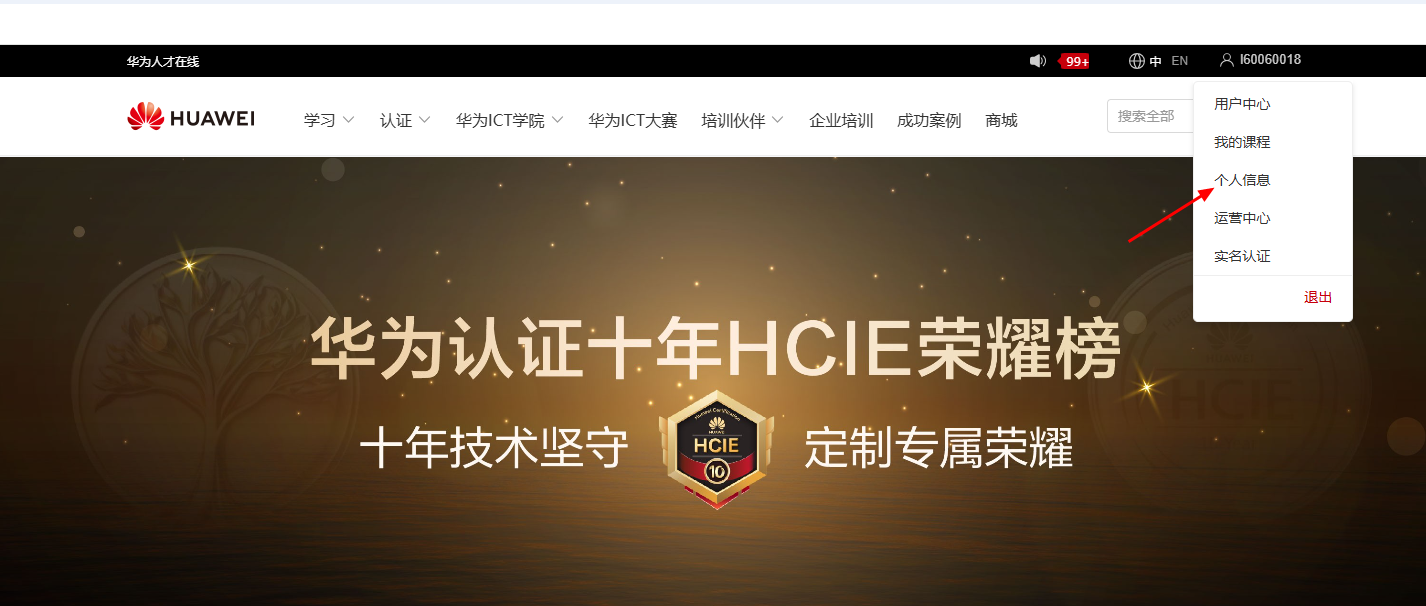 华为人才在线
99+
中 EN
l60060018
HUAWEI
学习 认证 华为ICT学院 华为ICT大赛 培训伙伴 企业培训 成功案例 商城
搜索全部
用户中心
我的课程
个人信息
运营中心
实名认证
退出
华为认证十年HCIE荣耀榜
十年技术坚守
Huawei Certification
HUAWEI
HCIE
10
定制专属荣耀
HCIE